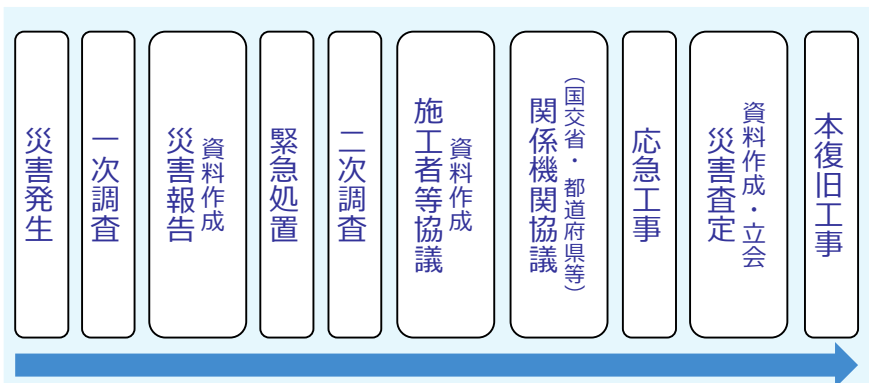 災害発生
一次調査
災害報告
資料作成
緊急処置
二次調査
施工者等協議
資料作成
関係機関協議
（国交省・都道府県等）
応急工事
災害査定
資料作成・立会
本復旧工事